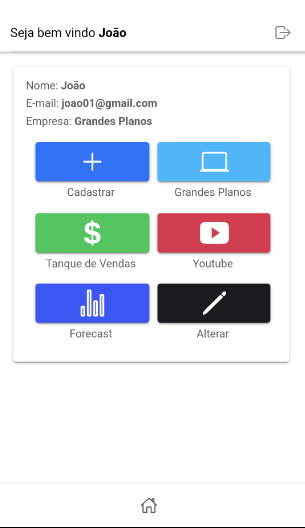 Seja bem vindo João
Nome: João
E-mail: joao01@gmail.com
Empresa: Grandes Planos
Cadastrar
Grandes Planos
$
Tanque de Vendas
Youtube
Forecast
Alterar